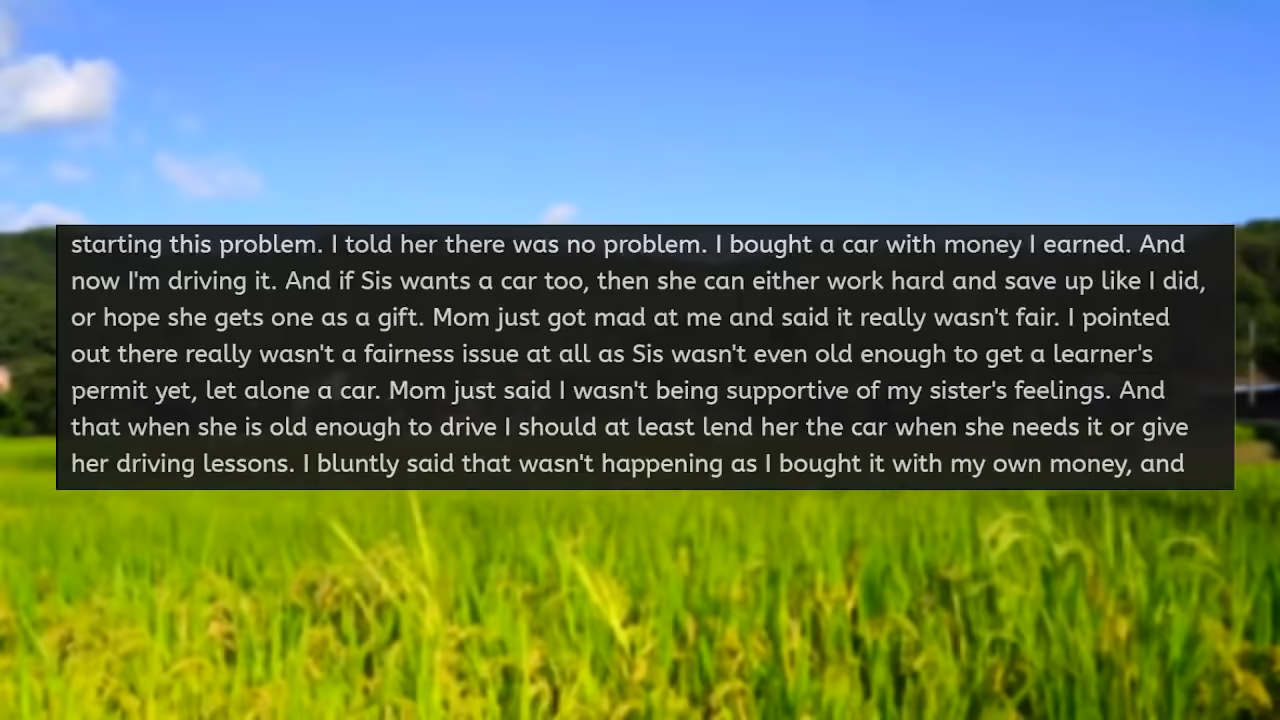 starting this problem. I told her there was no problem. I bought a car with money I earned. And
now I'm driving it. And if Sis wants a car too, then she can either work hard and save up like I did,
or hope she gets one as a gift. Mom just got mad at me and said it really wasn't fair. I pointed
out there really wasn't a fairness issue at all as Sis wasn't even old enough to get a learner's
permit yet, let alone a car. Mom just said I wasn't being supportive of my sister's feelings. And
that when she is old enough to drive I should at least lend her the car when she needs it or give
her driving lessons. I bluntly said that wasn't happening as I bought it with my own money, and